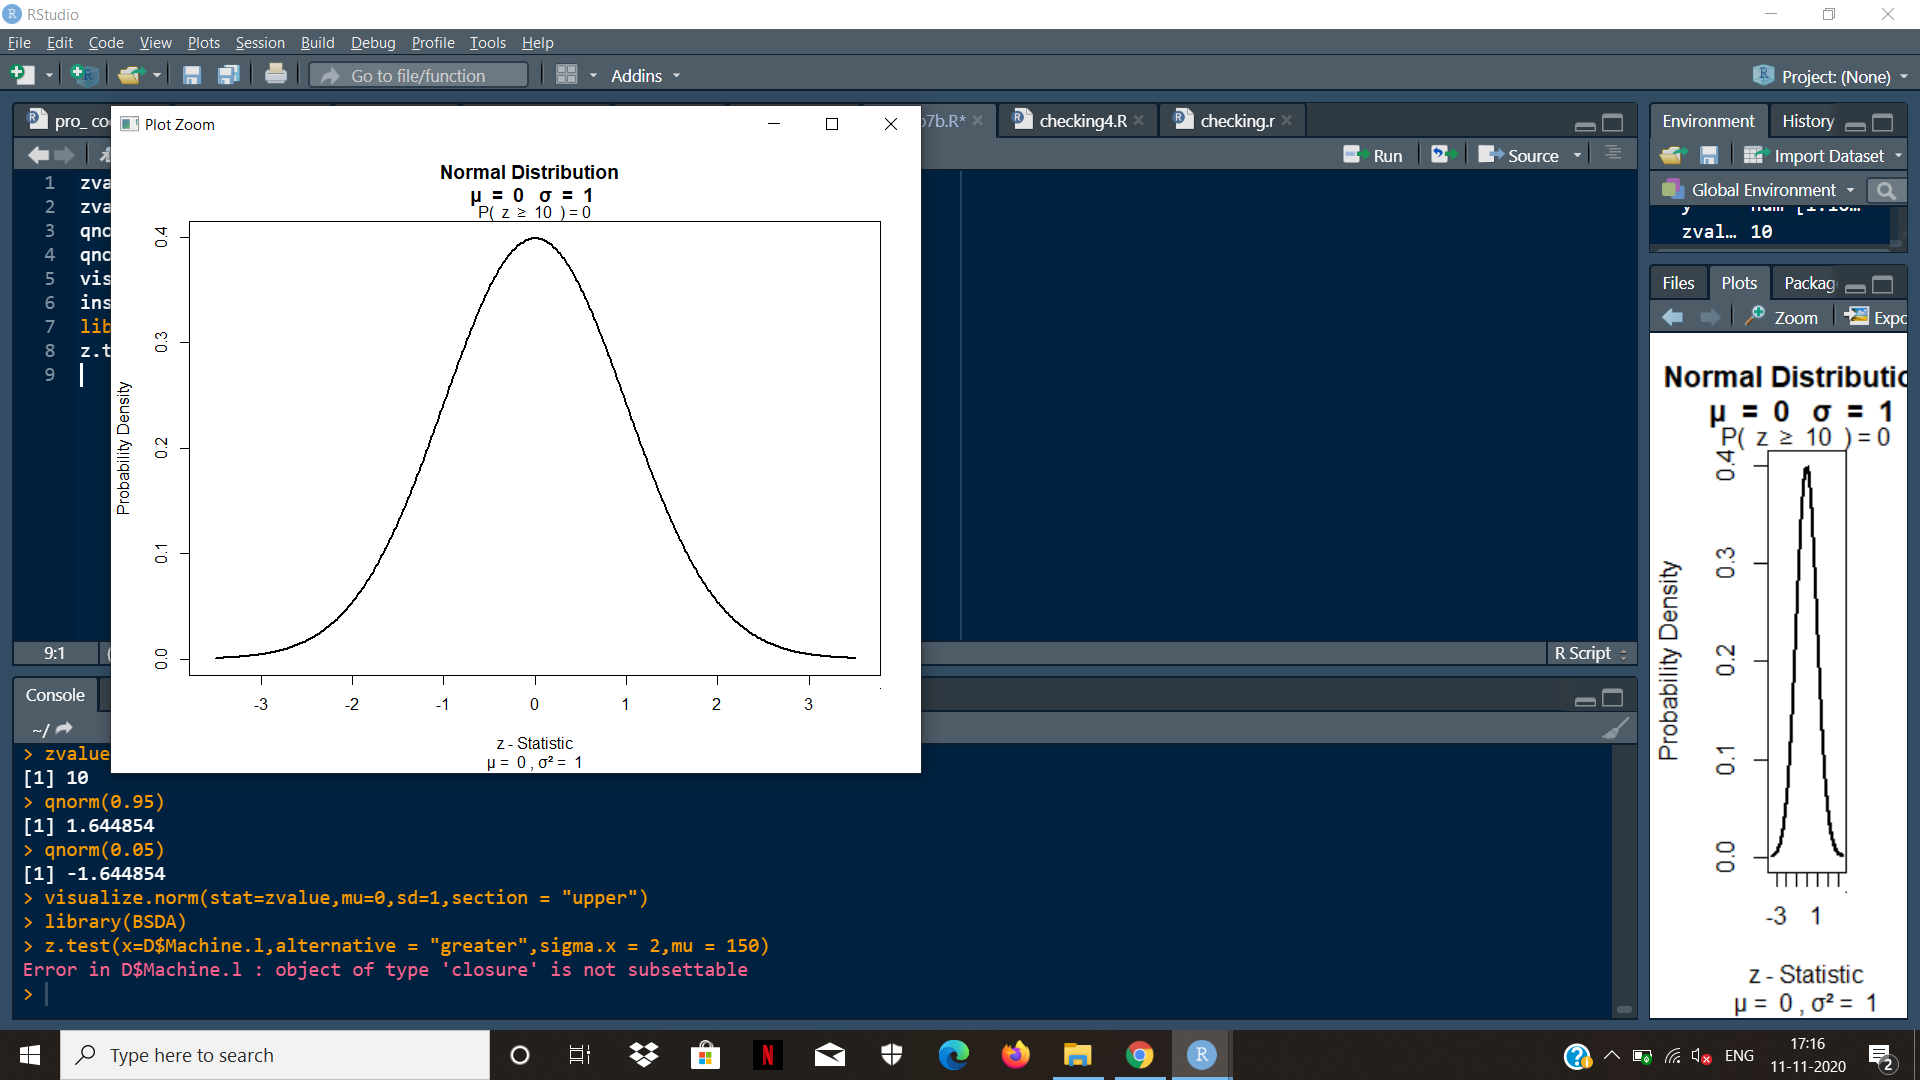 RStudio
File Edit Code View Plots Session Build Debug Profile Tools Help
Go to file/function Addins Project: (None)
pro_ co b7b.R* checking4.R checking.r
Plot Zoom
Run Source
1 zva
2 zva
3 qno
4 qno
5 vis
6 ins
7 lib
8 z.t
9
Normal Distribution
μ = 0 σ = 1
P( z ≥ 10 ) = 0
0.4
0.3
0.2
0.1
0.0
Probability Density
-3 -2 -1 0 1 2 3
z - Statistic
μ = 0 , σ² = 1
9:1 R Script
Console
~/
> zvalue
[1] 10
> qnorm(0.95)
[1] 1.644854
> qnorm(0.05)
[1] -1.644854
> visualize.norm(stat=zvalue,mu=0,sd=1,section = "upper")
> library(BSDA)
> z.test(x=D$Machine.l,alternative = "greater",sigma.x = 2,mu = 150)
Error in D$Machine.l : object of type 'closure' is not subsettable
>
Environment History
Import Dataset
Global Environment
zval… 10
Files Plots Packag
Zoom Expo
Normal Distributio
μ = 0 σ = 1
P( z ≥ 10 ) = 0
0.4
0.3
0.2
0.1
0.0
Probability Density
-3 1
z - Statistic
μ = 0 , σ² = 1
Type here to search
ENG
17:16
11-11-2020
2